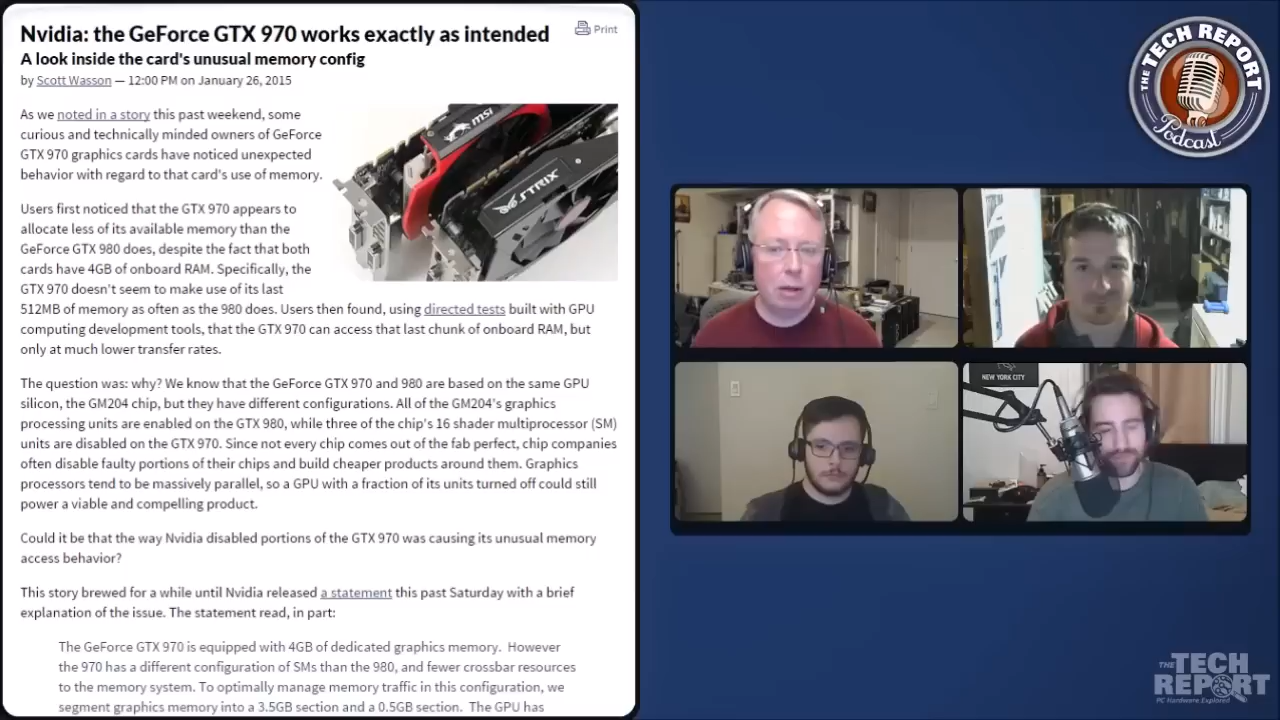 Nvidia: the GeForce GTX 970 works exactly as intended
Print
A look inside the card's unusual memory config
by Scott Wasson — 12:00 PM on January 26, 2015
As we noted in a story this past weekend, some
curious and technically minded owners of GeForce
GTX 970 graphics cards have noticed unexpected
behavior with regard to that card's use of memory.
Users first noticed that the GTX 970 appears to
allocate less of its available memory than the
GeForce GTX 980 does, despite the fact that both
cards have 4GB of onboard RAM. Specifically, the
GTX 970 doesn't seem to make use of its last
512MB of memory as often as the 980 does. Users then found, using directed tests built with GPU
computing development tools, that the GTX 970 can access that last chunk of onboard RAM, but
only at much lower transfer rates.
The question was: why? We know that the GeForce GTX 970 and 980 are based on the same GPU
silicon, the GM204 chip, but they have different configurations. All of the GM204's graphics
processing units are enabled on the GTX 980, while three of the chip's 16 shader multiprocessor (SM)
units are disabled on the GTX 970. Since not every chip comes out of the fab perfect, chip companies
often disable faulty portions of their chips and build cheaper products around them. Graphics
processors tend to be massively parallel, so a GPU with a fraction of its units turned off could still
power a viable and compelling product.
Could it be that the way Nvidia disabled portions of the GTX 970 was causing its unusual memory
access behavior?
This story brewed for a while until Nvidia released a statement this past Saturday with a brief
explanation of the issue. The statement read, in part:
The GeForce GTX 970 is equipped with 4GB of dedicated graphics memory. However
the 970 has a different configuration of SMs than the 980, and fewer crossbar resources
to the memory system. To optimally manage memory traffic in this configuration, we
segment graphics memory into a 3.5GB section and a 0.5GB section. The GPU has
msi
STRIX
THE TECH REPORT
Podcast
NEW YORK CITY
THE TECH
REPORT
PC Hardware Explored